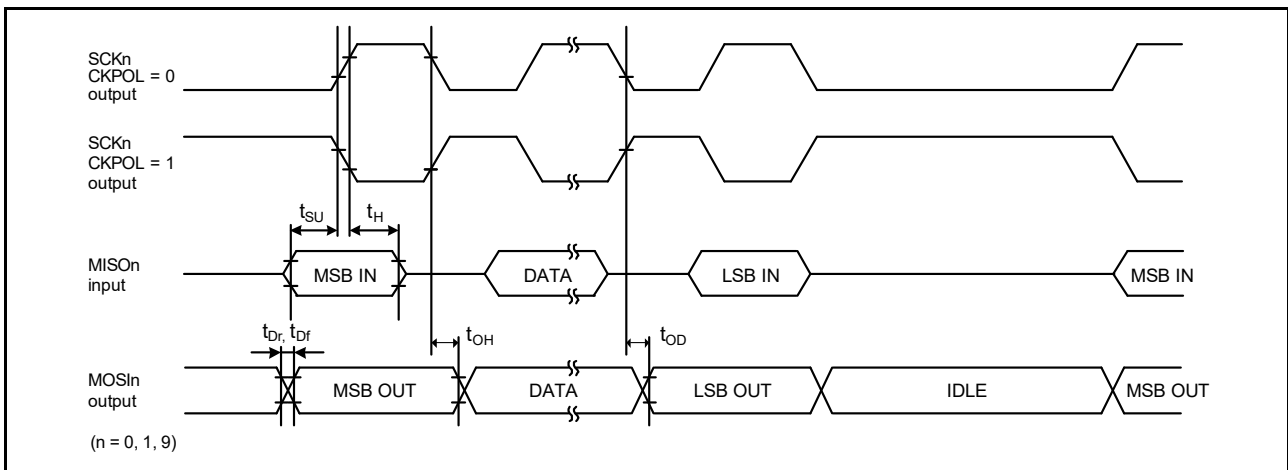 SCKn
CKPOL = 0
output
SCKn
CKPOL = 1
output
tSU
tH
MISOn
input
MSB IN
DATA
LSB IN
MSB IN
tDr, tDf
tOH
tOD
MOSIn
output
MSB OUT
DATA
LSB OUT
IDLE
MSB OUT
(n = 0, 1, 9)